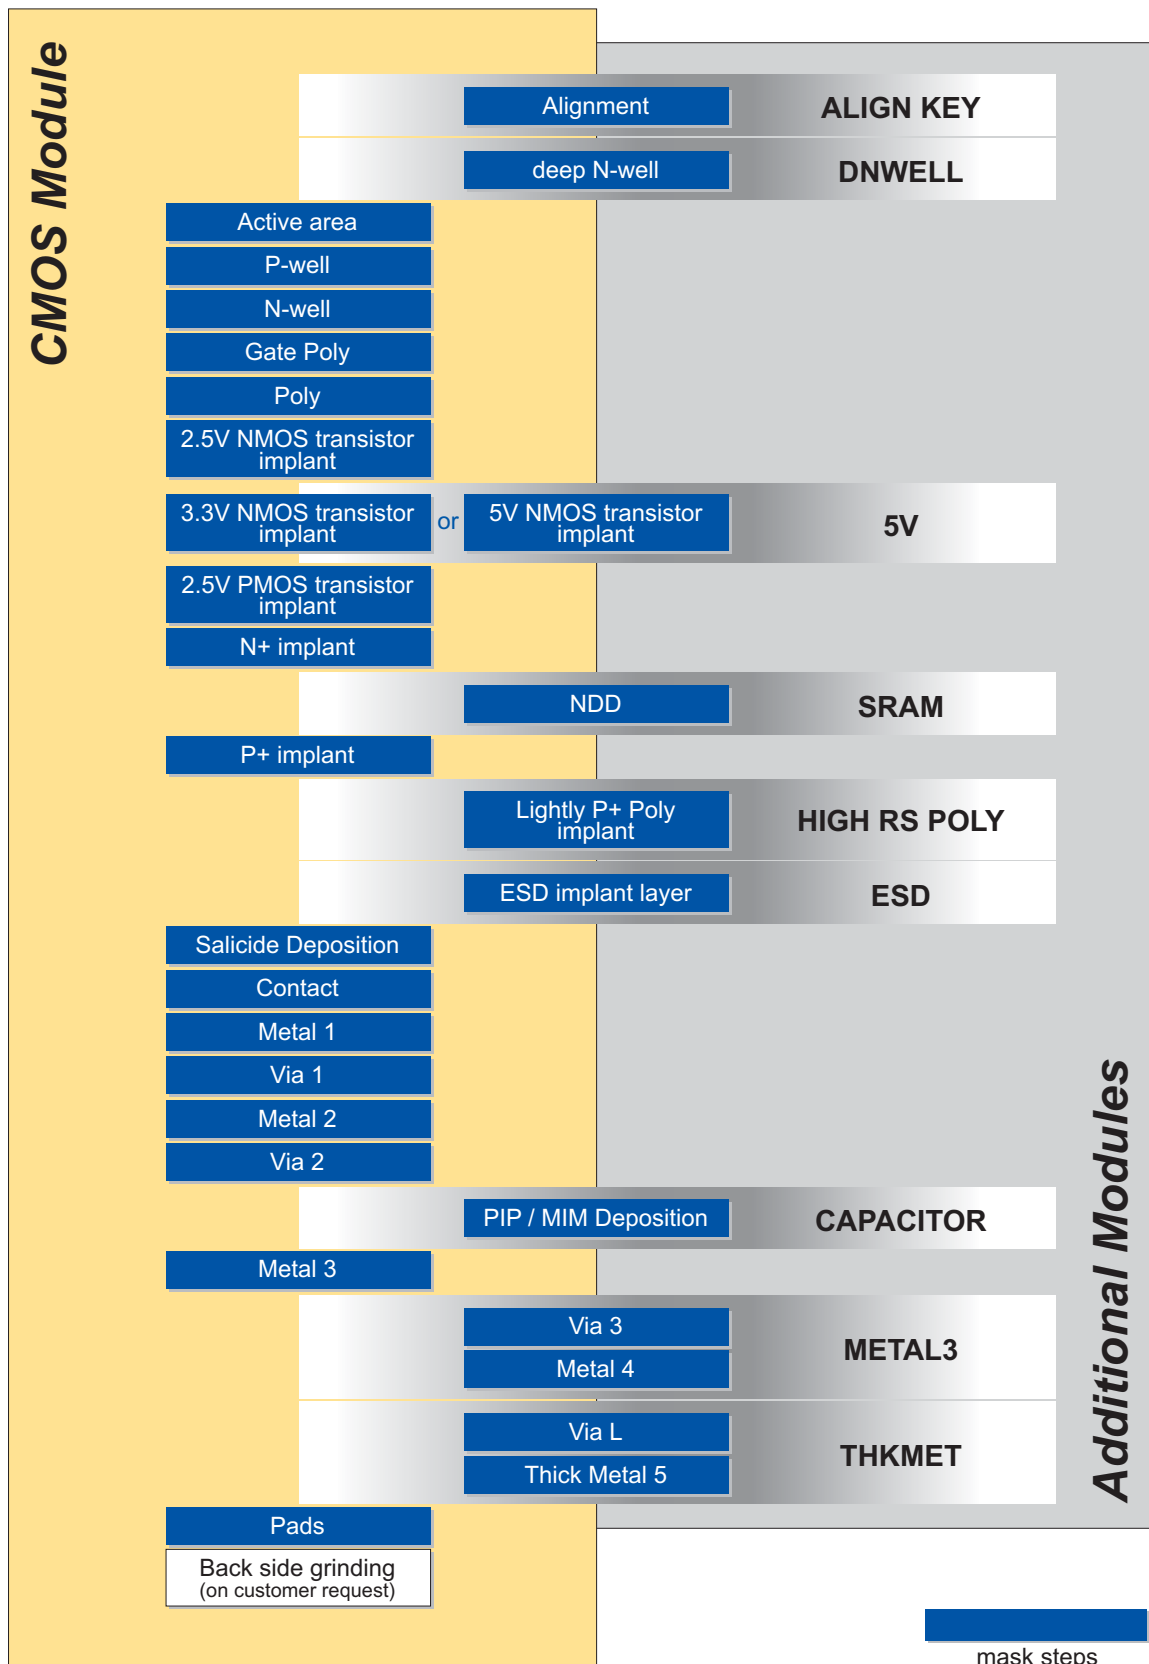 CMOS Module
Alignment
ALIGN KEY
deep N-well
DNWELL
Active area
P-well
N-well
Gate Poly
Poly
2.5V NMOS transistor
implant
3.3V NMOS transistor
implant
or
5V NMOS transistor
implant
5V
2.5V PMOS transistor
implant
N+ implant
NDD
SRAM
P+ implant
Lightly P+ Poly
implant
HIGH RS POLY
ESD implant layer
ESD
Salicide Deposition
Contact
Metal 1
Via 1
Metal 2
Via 2
PIP / MIM Deposition
CAPACITOR
Metal 3
Via 3
Metal 4
METAL3
Via L
Thick Metal 5
THKMET
Additional Modules
Pads
Back side grinding
(on customer request)
mask steps